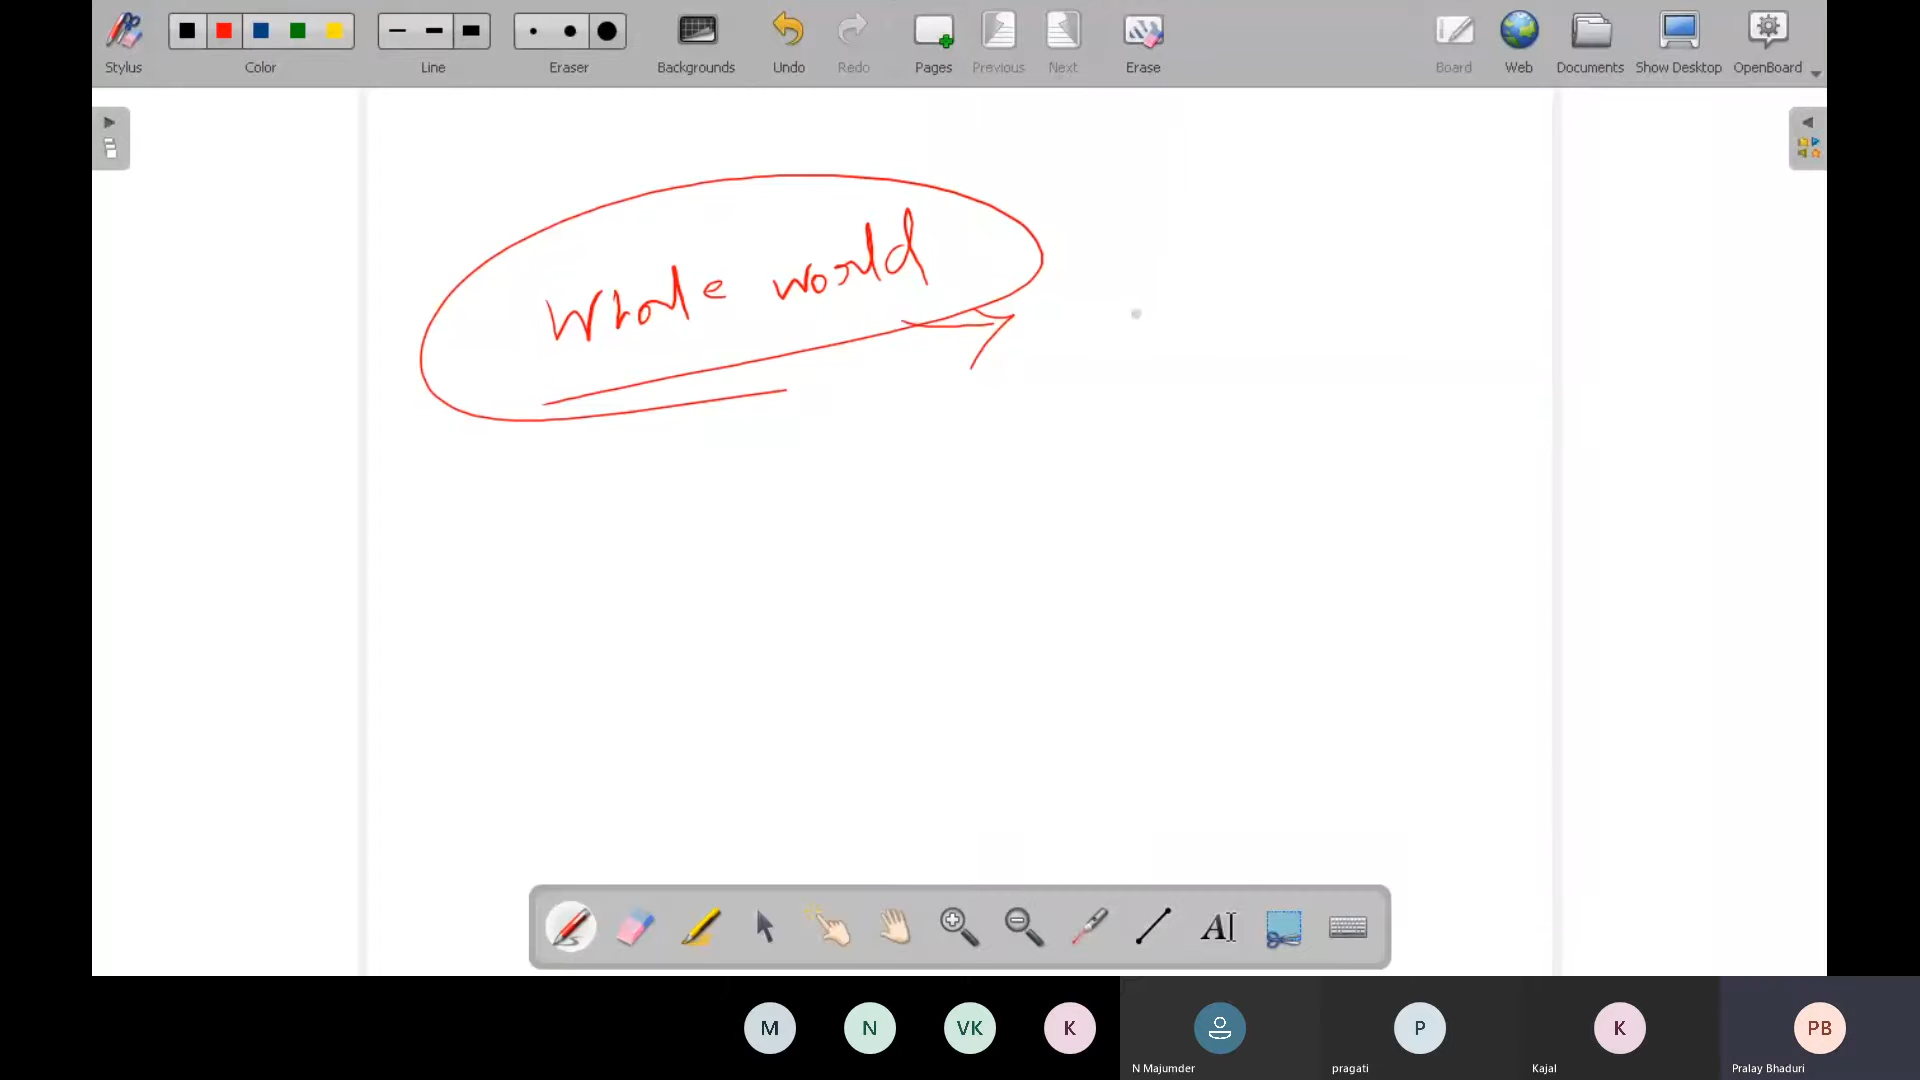 Stylus
Color
Line
Eraser
Backgrounds
Undo
Redo
Pages
Previous
Next
Erase
Board
Web
Documents
Show Desktop
OpenBoard
Whole world
M
N
VK
K
N Majumder
P
pragati
K
Kajal
PB
Pralay Bhaduri